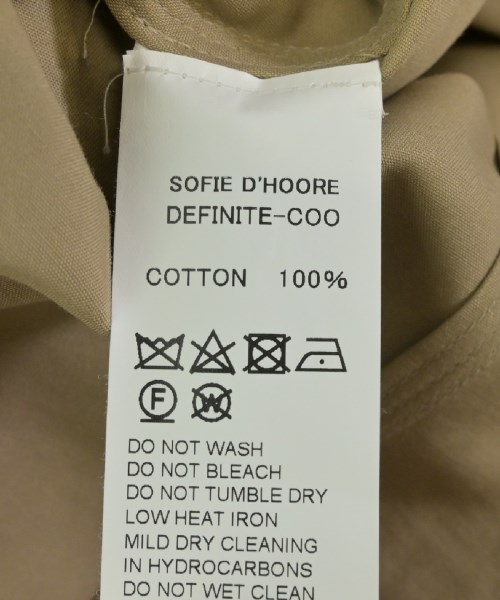 SOFIE D'HOORE
DEFINITE-COO
COTTON 100%
F W
DO NOT WASH
DO NOT BLEACH
DO NOT TUMBLE DRY
LOW HEAT IRON
MILD DRY CLEANING
IN HYDROCARBONS
DO NOT WET CLEAN